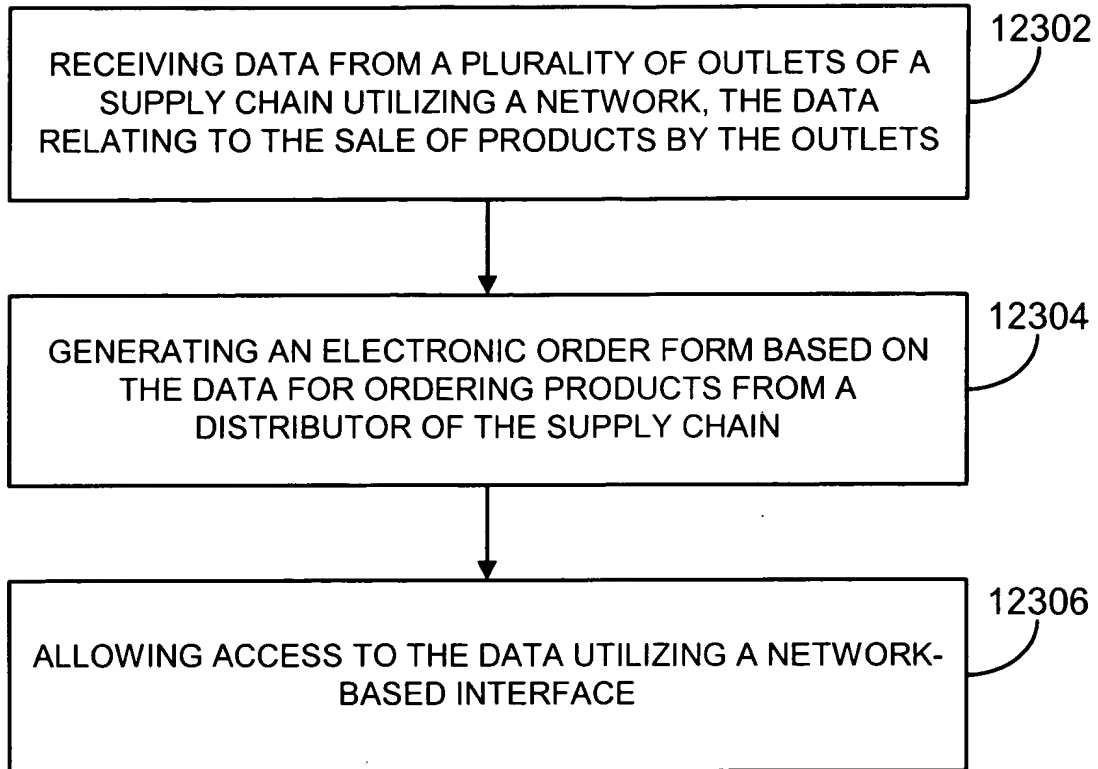 12302
RECEIVING DATA FROM A PLURALITY OF OUTLETS OF A
SUPPLY CHAIN UTILIZING A NETWORK, THE DATA
RELATING TO THE SALE OF PRODUCTS BY THE OUTLETS
12304
GENERATING AN ELECTRONIC ORDER FORM BASED ON
THE DATA FOR ORDERING PRODUCTS FROM A
DISTRIBUTOR OF THE SUPPLY CHAIN
12306
ALLOWING ACCESS TO THE DATA UTILIZING A NETWORK-
BASED INTERFACE